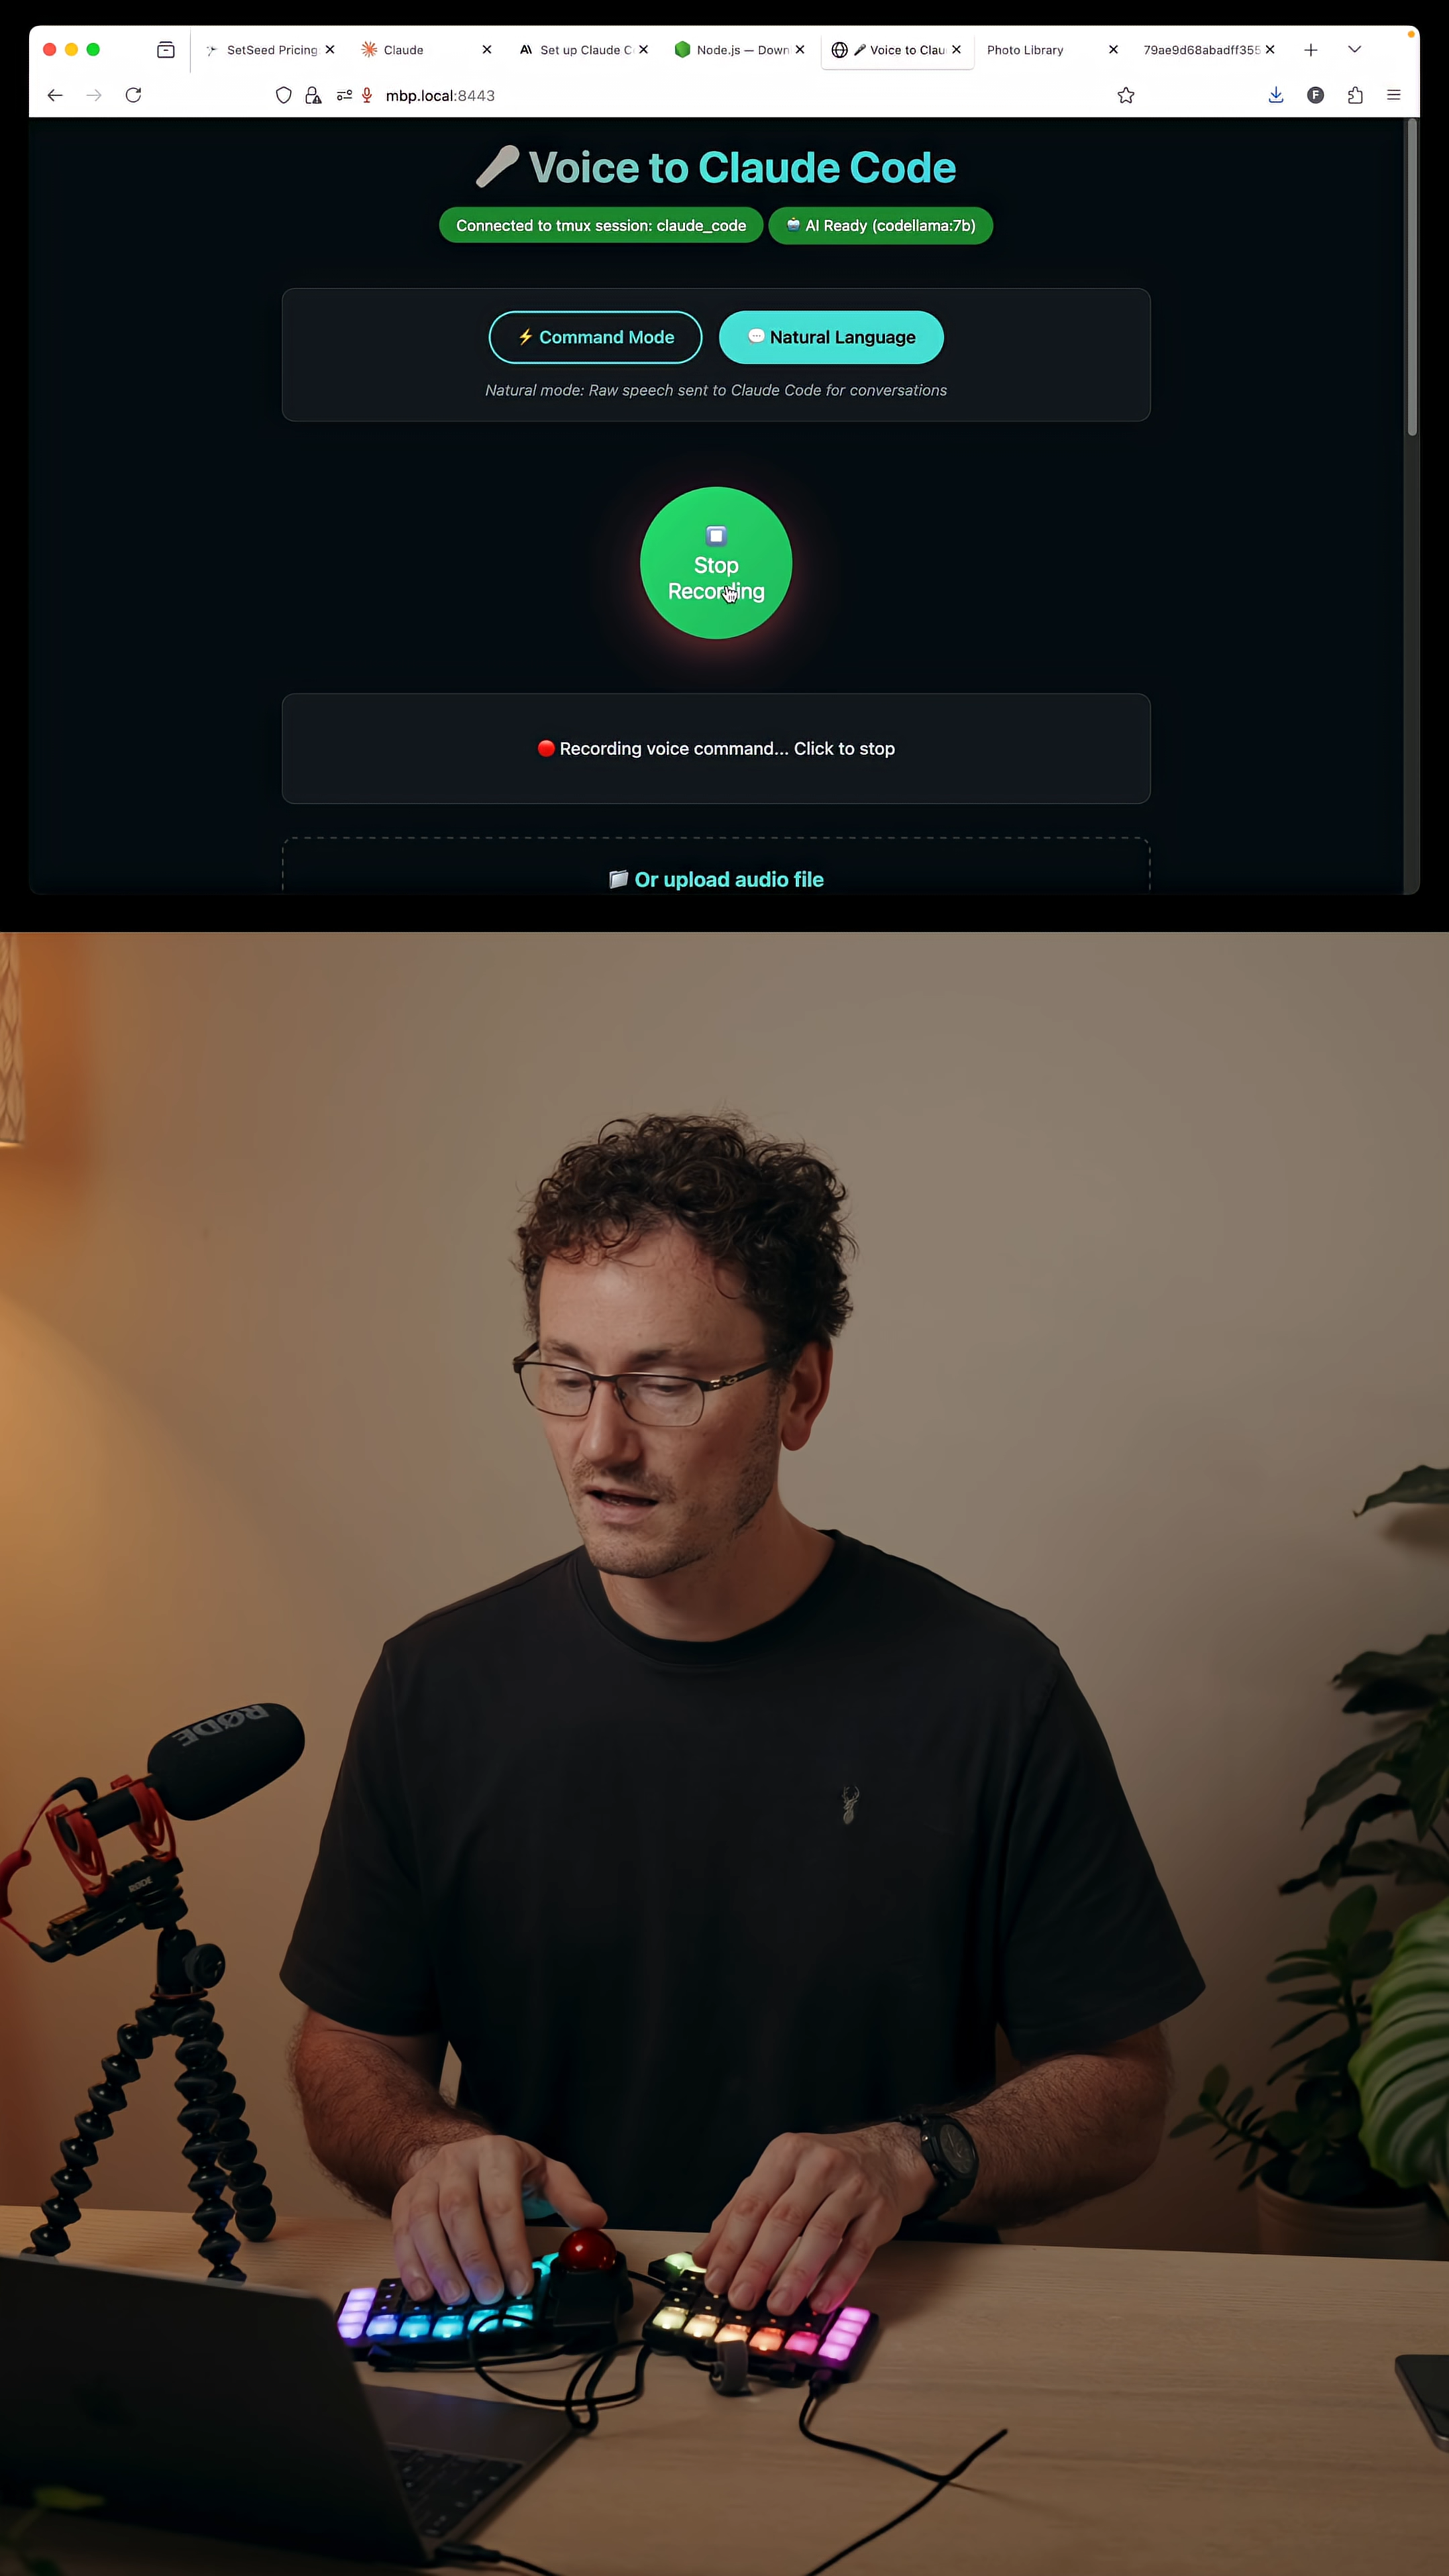 SetSeed Pricing
Claude
Set up Claude C
Node.js — Down
Voice to Clau
Photo Library
79ae9d68abadff355
mbp.local:8443
F
Voice to Claude Code
Connected to tmux session: claude_code
AI Ready (codellama:7b)
Command Mode
Natural Language
Natural mode: Raw speech sent to Claude Code for conversations
Stop
Recording
Recording voice command... Click to stop
Or upload audio file
RØDE
RØDE